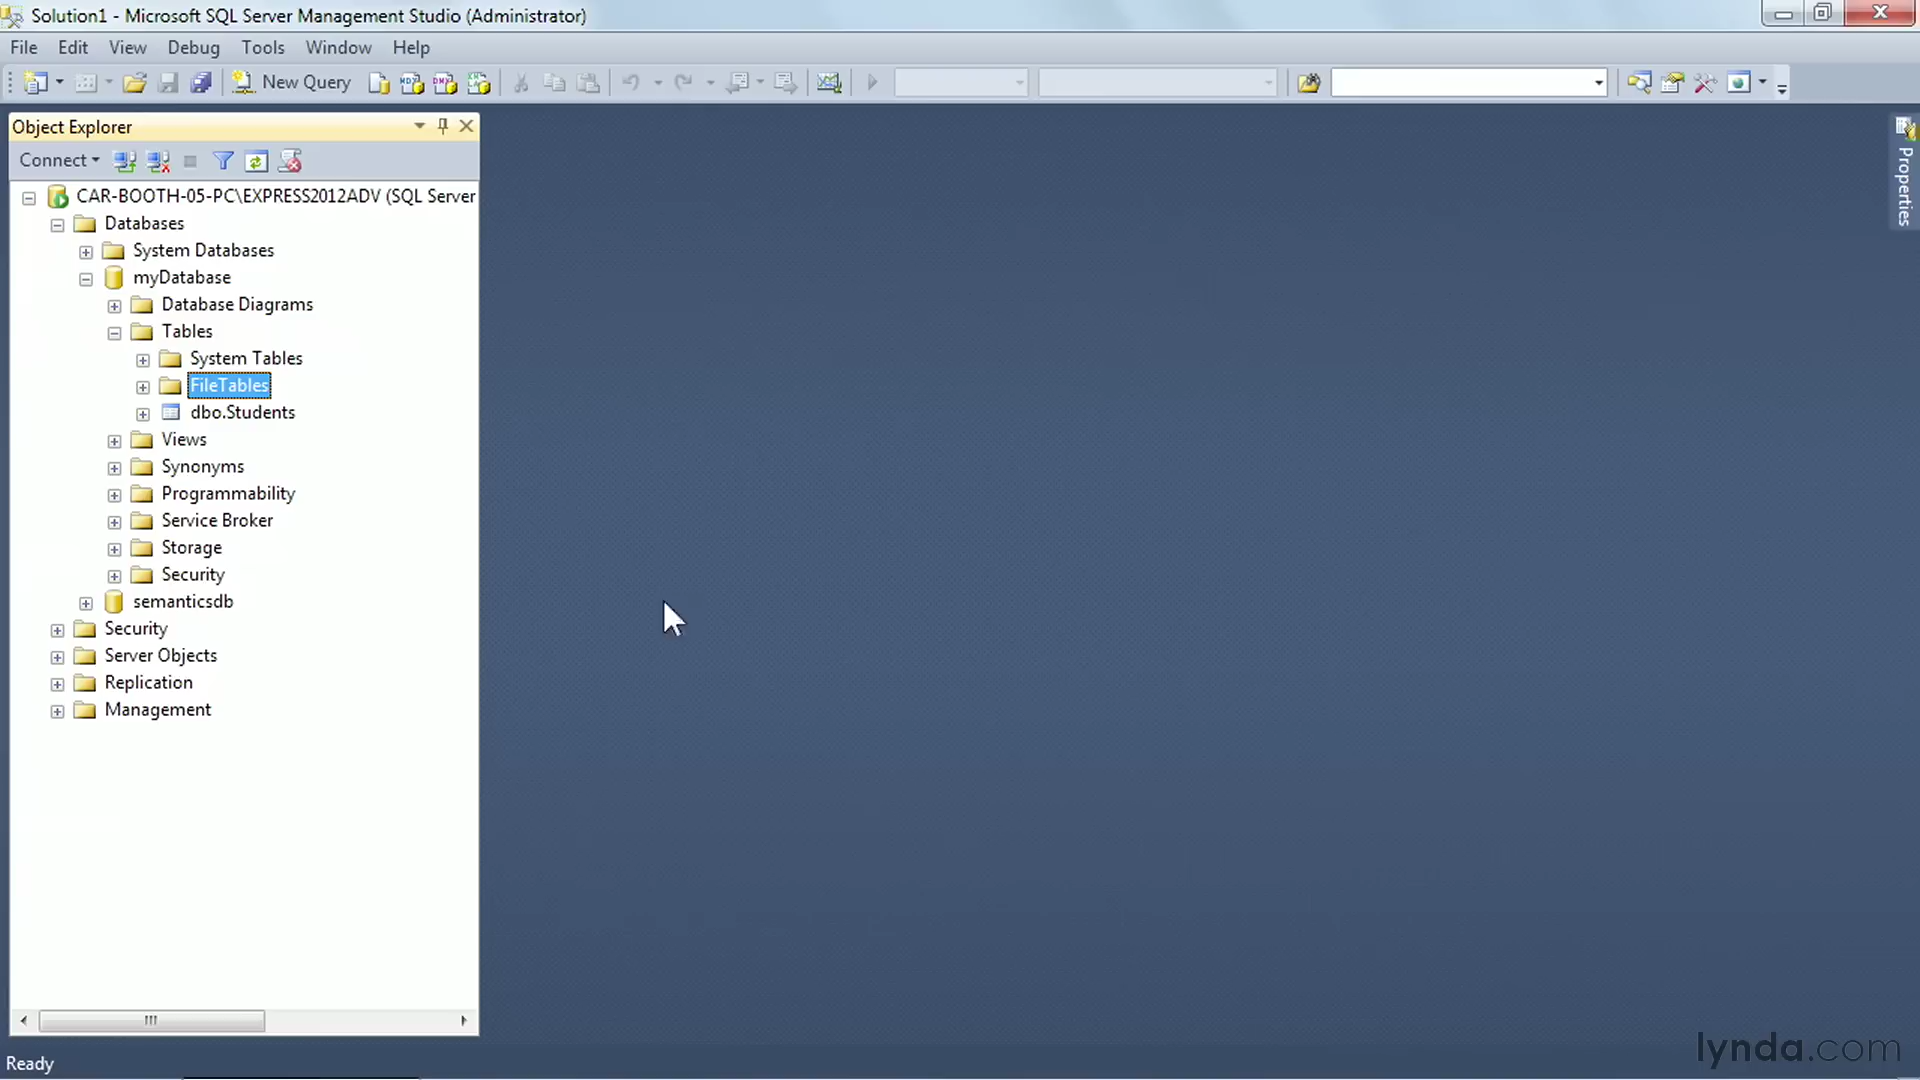 Solution1 - Microsoft SQL Server Management Studio (Administrator)
File Edit View Debug Tools Window Help
New Query
Object Explorer
Connect
CAR-BOOTH-05-PC\EXPRESS2012ADV (SQL Server
Databases
System Databases
myDatabase
Database Diagrams
Tables
System Tables
FileTables
dbo.Students
Views
Synonyms
Programmability
Service Broker
Storage
Security
semanticsdb
Security
Server Objects
Replication
Management
Properties
Ready
lynda.com